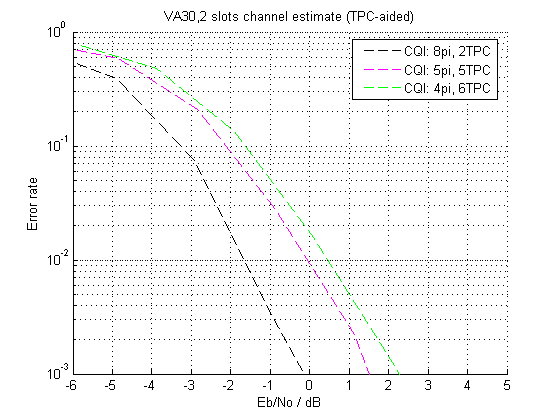 VA30,2 slots channel estimate (TPC-aided)
CQI: 8pi, 2TPC
CQI: 5pi, 5TPC
CQI: 4pi, 6TPC
10^0
10^-1
10^-2
10^-3
Error rate
-6 -5 -4 -3 -2 -1 0 1 2 3 4 5
Eb/No / dB